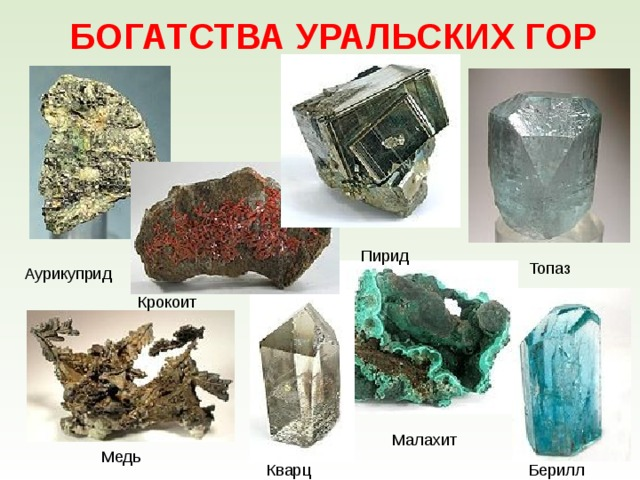 БОГАТСТВА УРАЛЬСКИХ ГОР
Пирид
Топаз
Аурикуприд
Крокоит
Малахит
Медь
Кварц
Берилл